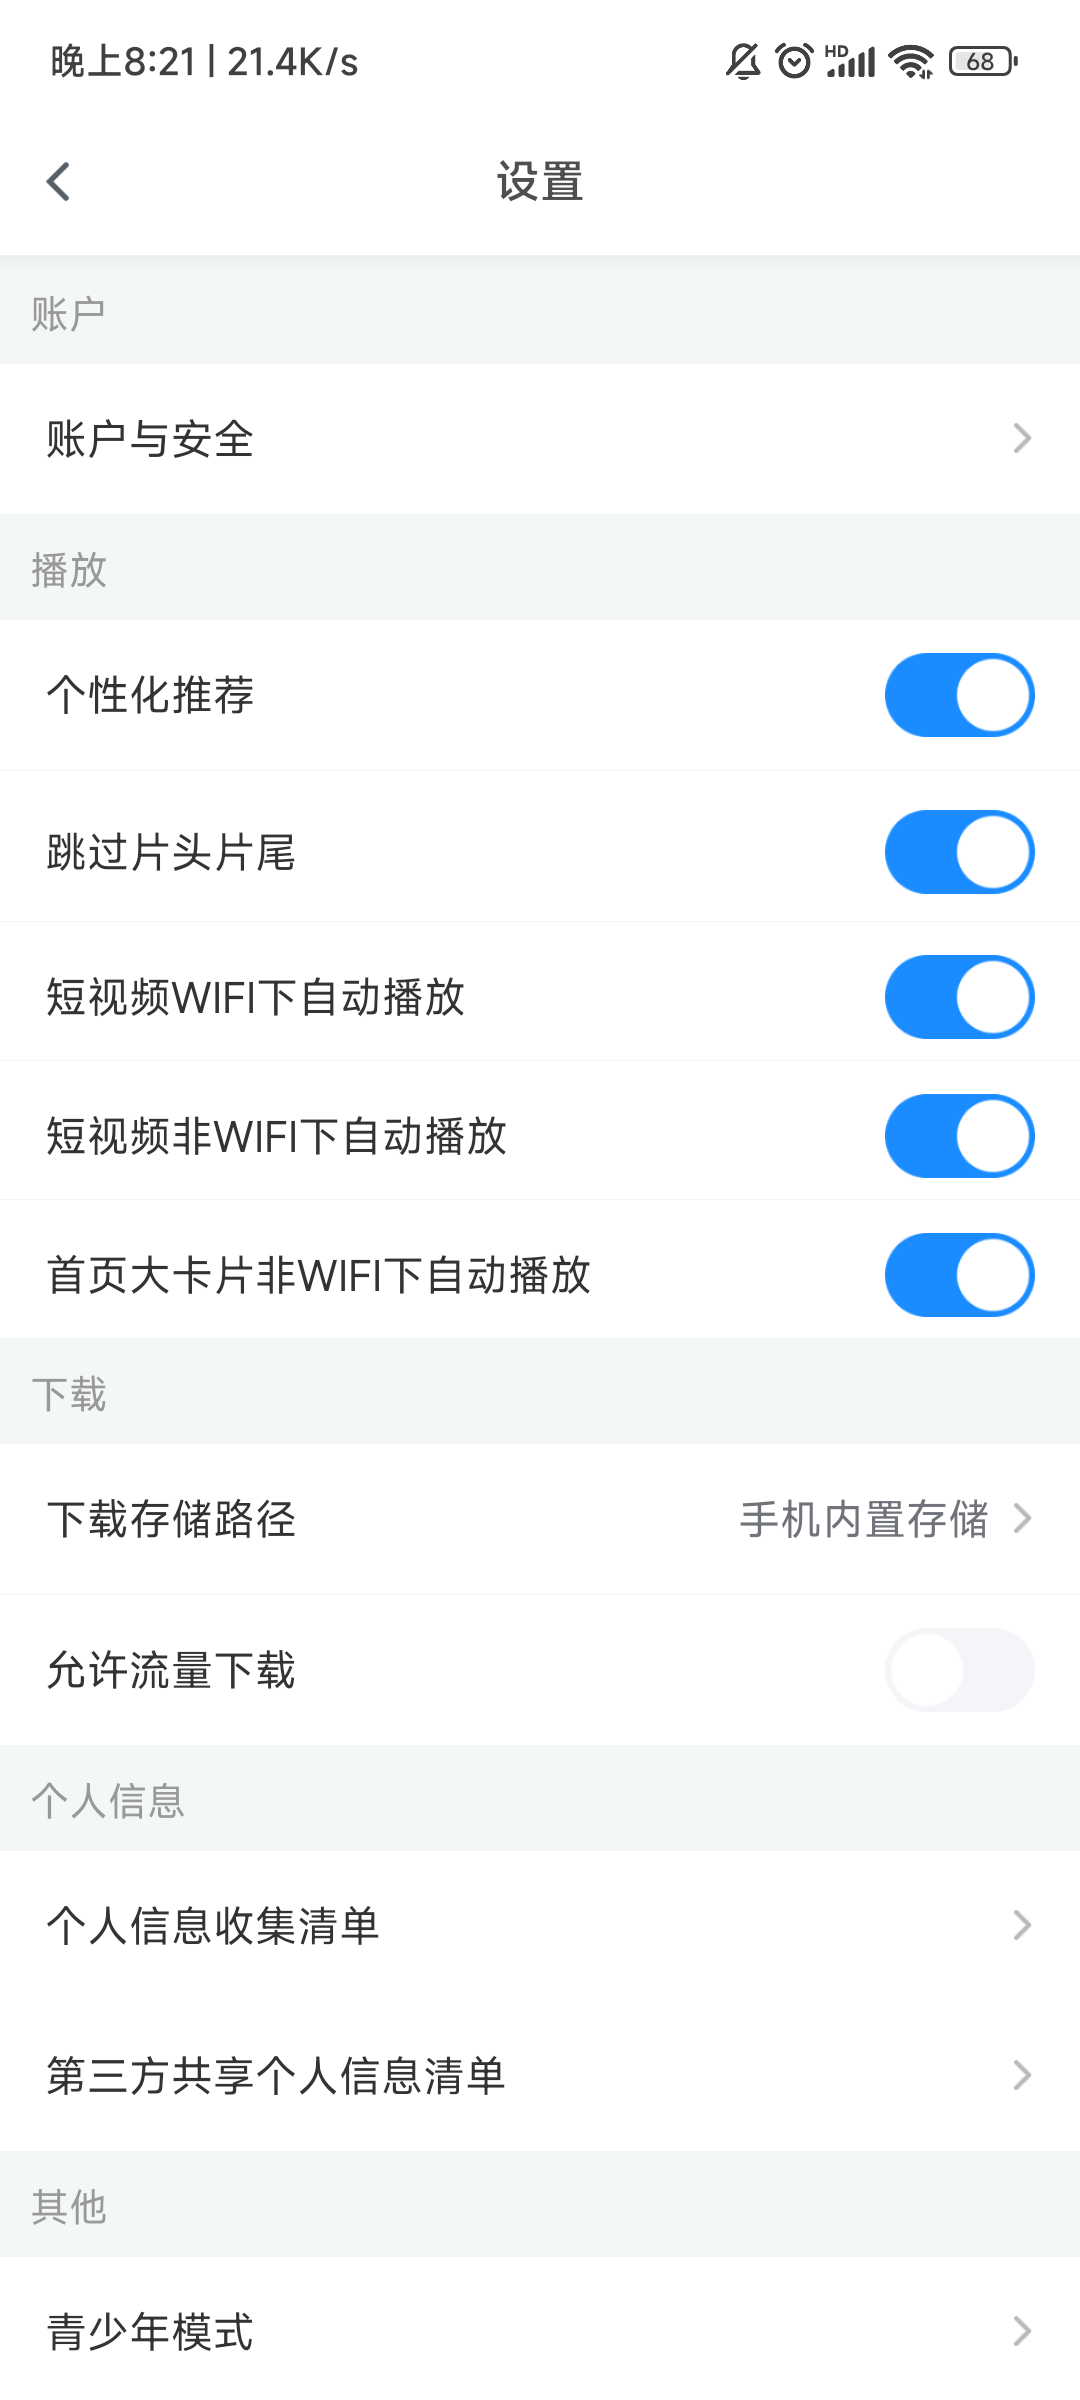 晚上8:21 | 21.4K/s
HD
68
设置
账户
账户与安全
播放
个性化推荐
跳过片头片尾
短视频WIFI下自动播放
短视频非WIFI下自动播放
首页大卡片非WIFI下自动播放
下载
下载存储路径 手机内置存储
允许流量下载
个人信息
个人信息收集清单
第三方共享个人信息清单
其他
青少年模式